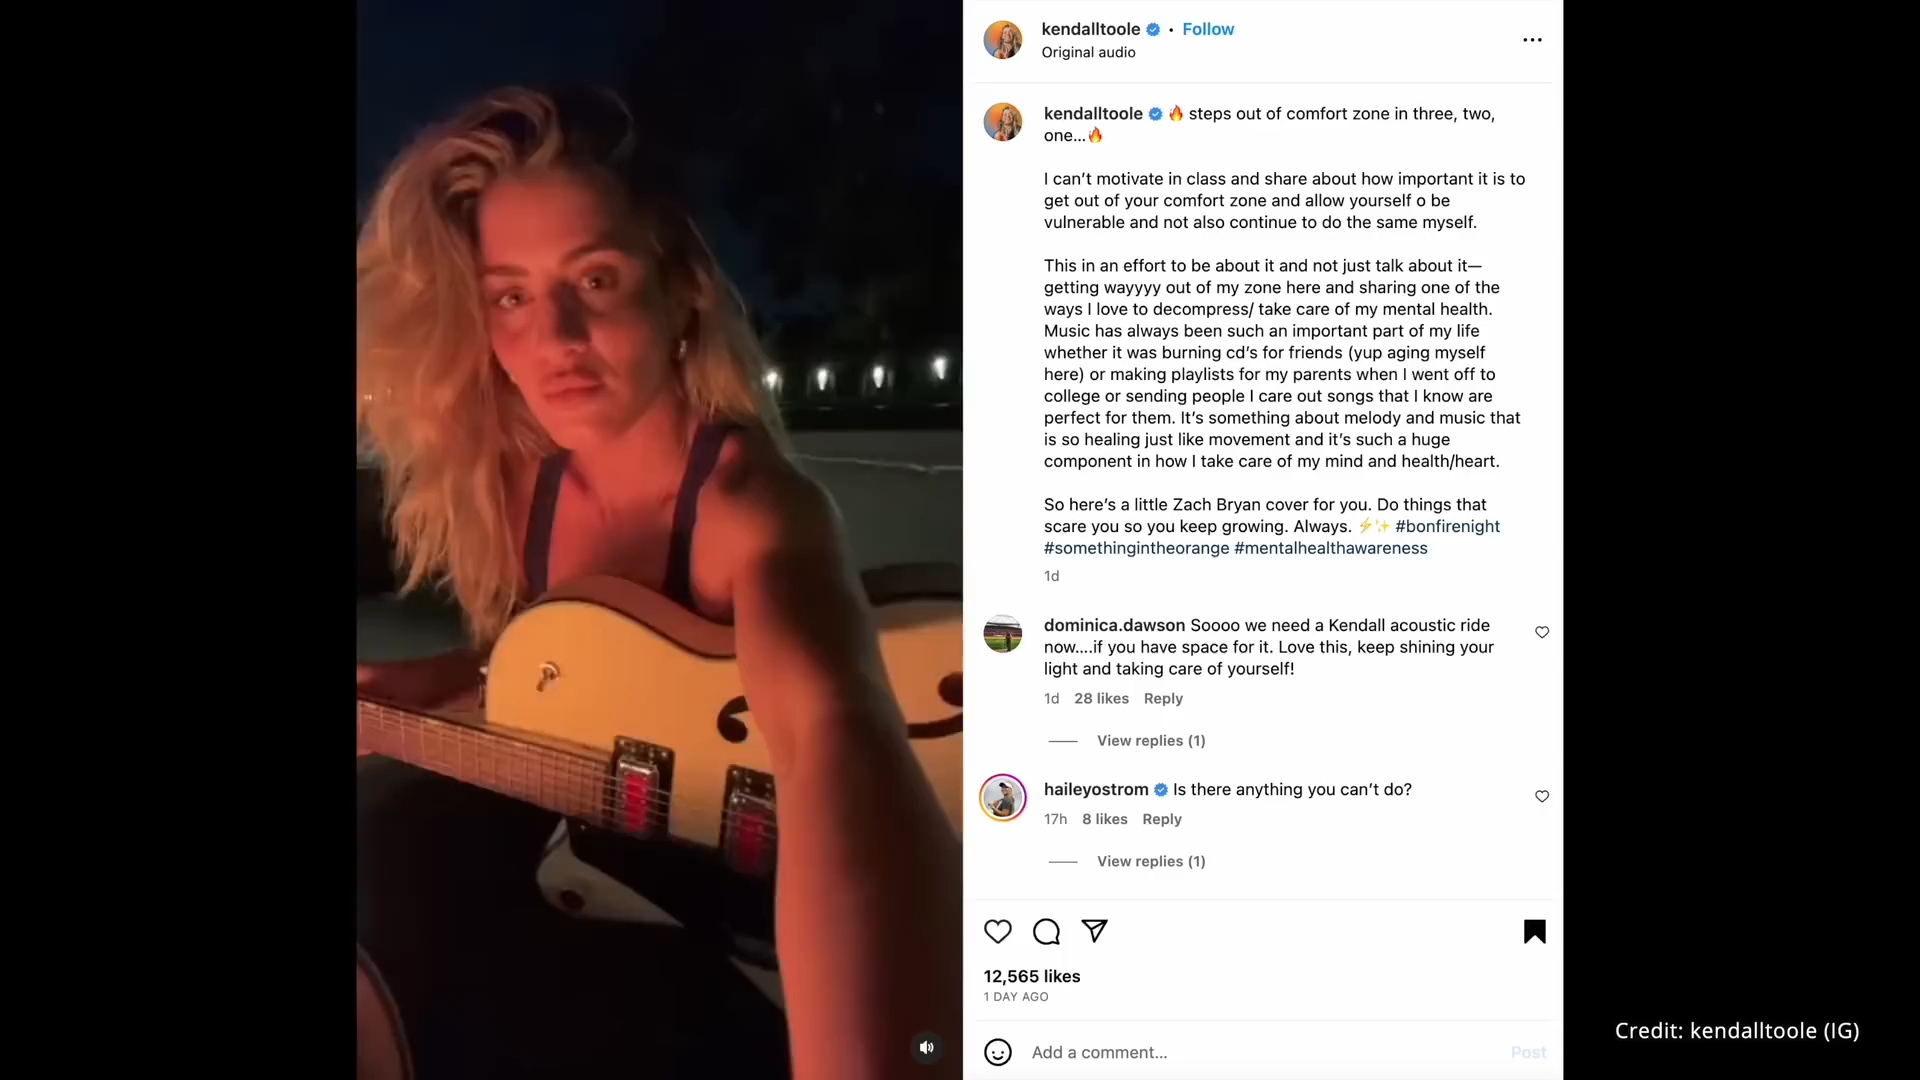 kendalltoole • Follow
Original audio
kendalltoole 🔥 steps out of comfort zone in three, two,
one...🔥
I can’t motivate in class and share about how important it is to
get out of your comfort zone and allow yourself o be
vulnerable and not also continue to do the same myself.
This in an effort to be about it and not just talk about it—
getting wayyyy out of my zone here and sharing one of the
ways I love to decompress/ take care of my mental health.
Music has always been such an important part of my life
whether it was burning cd’s for friends (yup aging myself
here) or making playlists for my parents when I went off to
college or sending people I care out songs that I know are
perfect for them. It’s something about melody and music that
is so healing just like movement and it’s such a huge
component in how I take care of my mind and health/heart.
So here’s a little Zach Bryan cover for you. Do things that
scare you so you keep growing. Always. ⚡✨ #bonfirenight
#somethingintheorange #mentalhealthawareness
1d
dominica.dawson Soooo we need a Kendall acoustic ride
now....if you have space for it. Love this, keep shining your
light and taking care of yourself!
1d 28 likes Reply
View replies (1)
haileyostrom Is there anything you can’t do?
17h 8 likes Reply
View replies (1)
12,565 likes
1 DAY AGO
Add a comment... Post
Credit: kendalltoole (IG)